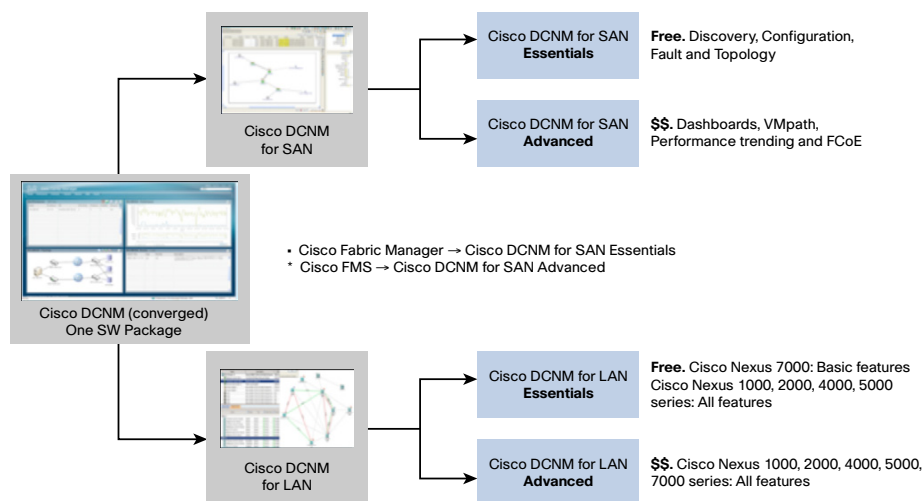 Cisco DCNM
for SAN
Cisco DCNM for SAN
Essentials
Free. Discovery, Configuration,
Fault and Topology
Cisco DCNM for SAN
Advanced
$$. Dashboards, VMpath,
Performance trending and FCoE
Cisco DCNM (converged)
One SW Package
• Cisco Fabric Manager → Cisco DCNM for SAN Essentials
* Cisco FMS → Cisco DCNM for SAN Advanced
Cisco DCNM
for LAN
Cisco DCNM for LAN
Essentials
Free. Cisco Nexus 7000: Basic features
Cisco Nexus 1000, 2000, 4000, 5000
series: All features
Cisco DCNM for LAN
Advanced
$$. Cisco Nexus 1000, 2000, 4000, 5000,
7000 series: All features